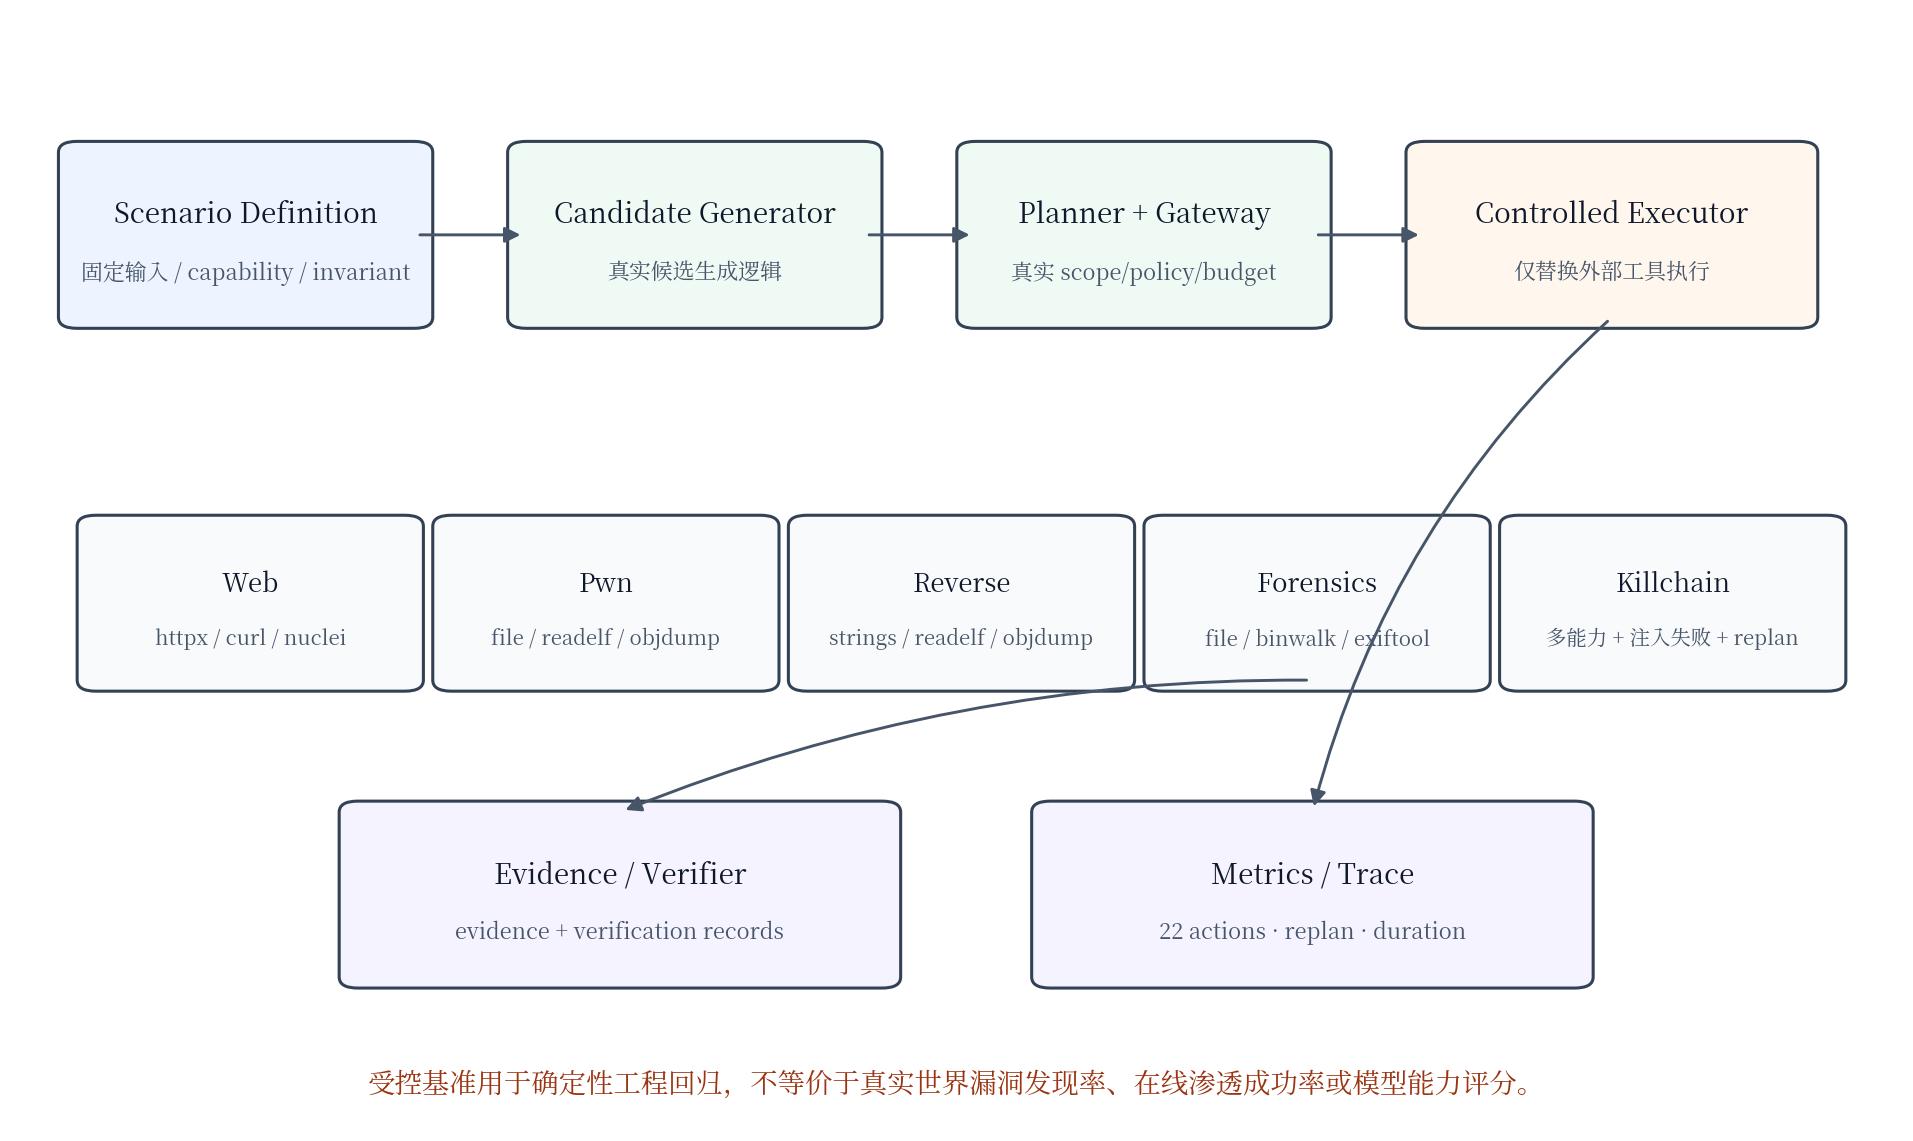 Scenario Definition
固定输入 / capability / invariant
Candidate Generator
真实候选生成逻辑
Planner + Gateway
真实 scope/policy/budget
Controlled Executor
仅替换外部工具执行
Web
httpx / curl / nuclei
Pwn
file / readelf / objdump
Reverse
strings / readelf / objdump
Forensics
file / binwalk / exiftool
Killchain
多能力 + 注入失败 + replan
Evidence / Verifier
evidence + verification records
Metrics / Trace
22 actions · replan · duration
受控基准用于确定性工程回归，不等价于真实世界漏洞发现率、在线渗透成功率或模型能力评分。